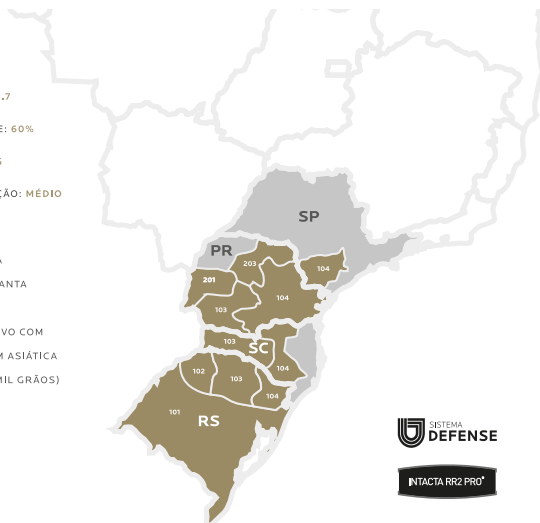 .7
E: 60%
ÇÃO: MÉDIO
ANTA
VO COM
M ASIÁTICA
MIL GRÃOS)
SP
PR
203
104
201
104
103
103
SC
104
102
103
104
101
RS
SISTEMA
DEFENSE
INTACTA RR2 PRO